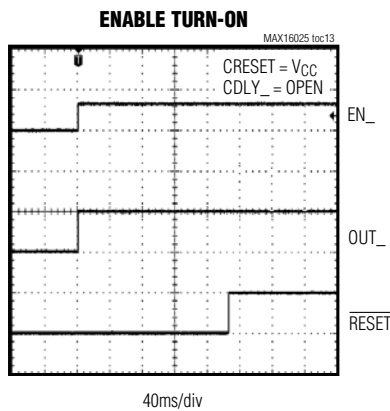 ENABLE TURN-ON
MAX16025 toc13
CRESET = VCC
CDLY_ = OPEN
EN_
OUT_
RESET
40ms/div